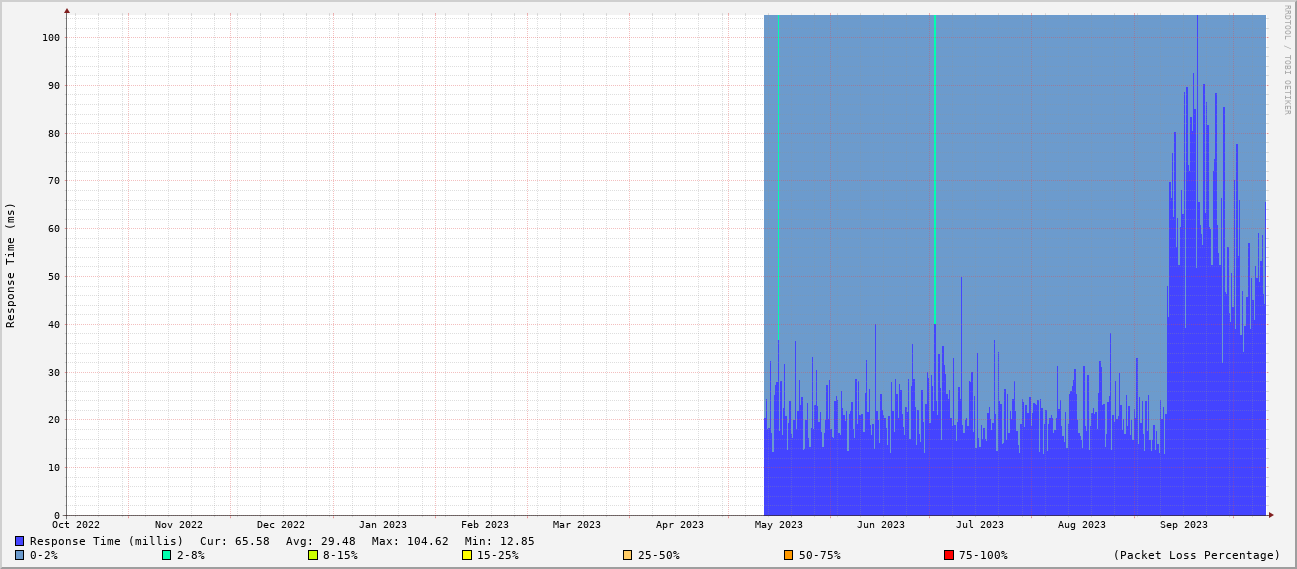 RRDTOOL / TOBI OETIKER
Response Time (ms)
100
90
80
70
60
50
40
30
20
10
0
Oct 2022 Nov 2022 Dec 2022 Jan 2023 Feb 2023 Mar 2023 Apr 2023 May 2023 Jun 2023 Jul 2023 Aug 2023 Sep 2023
Response Time (millis) Cur: 65.58 Avg: 29.48 Max: 104.62 Min: 12.85
0-2% 2-8% 8-15% 15-25% 25-50% 50-75% 75-100% (Packet Loss Percentage)